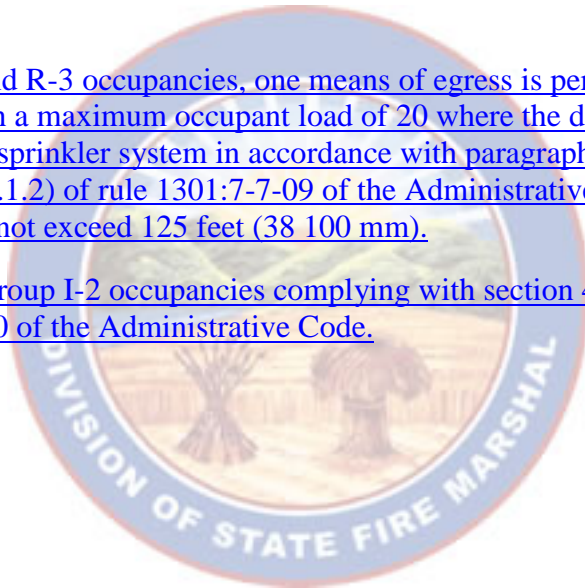 d R-3 occupancies, one means of egress is per
a maximum occupant load of 20 where the d
sprinkler system in accordance with paragraph
.1.2) of rule 1301:7-7-09 of the Administrative
not exceed 125 feet (38 100 mm).
roup I-2 occupancies complying with section 4
0 of the Administrative Code.
DIVISION OF STATE FIRE MARSHAL